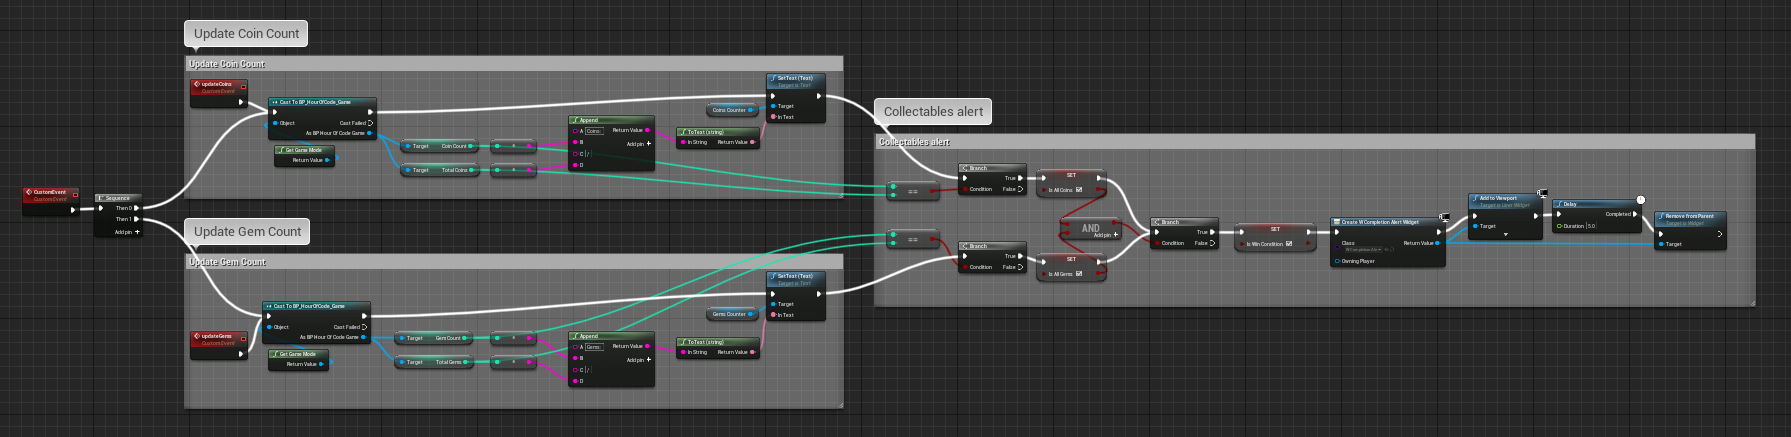 Update Coin Count
Update Coin Count
updateCoins
CustomEvent
Cast To BP_HourOfCode_Game
Object
Cast Failed
As BP Hour Of Code Game
Get Game Mode
Return Value
Target
Coin Count
Target
Total Coins
Append
A
Coins:
Return Value
B
Add pin +
C
/
D
ToText (string)
In String
Return Value
Coins Counter
SetText (Text)
Target is Text
Target
In Text
CustomEvent
CustomEvent
Sequence
Then 0
Then 1
Add pin +
Update Gem Count
Update Gem Count
Cast To BP_HourOfCode_Game
Object
Cast Failed
As BP Hour Of Code Game
updateGems
CustomEvent
Get Game Mode
Return Value
Target
Gem Count
Target
Total Gems
Append
A
Gems:
Return Value
B
Add pin +
C
/
D
ToText (string)
In String
Return Value
Gems Counter
SetText (Text)
Target is Text
Target
In Text
Collectables alert
Collectables alert
==
Branch
True
Condition
False
SET
Is All Coins
==
Branch
True
Condition
False
AND
Add pin +
SET
Is All Gems
Branch
True
Condition
False
SET
Is Win Condition
Create W Completion Alert Widget
Class
Return Value
Owning Player
Add to Viewport
Target is User Widget
Target
Delay
Completed
Duration
5.0
Remove from Parent
Target is Widget
Target